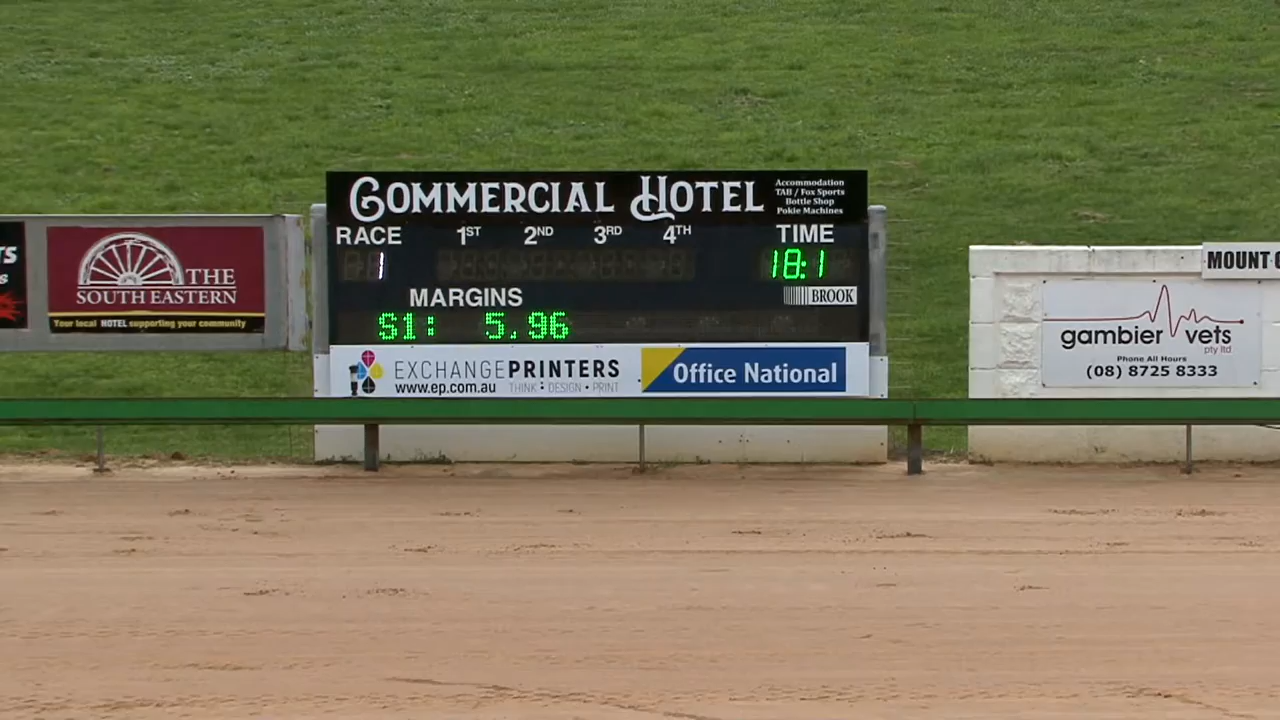 COMMERCIAL HOTEL
Accommodation
TAB / Fox Sports
Bottle Shop
Pokie Machines
RACE 1ST 2ND 3RD 4TH TIME
1 18:1
MARGINS
BROOK
S1: 5.96
EXCHANGEPRINTERS
www.ep.com.au THINK : DESIGN • PRINT
Office National
THE
SOUTH EASTERN
Your local HOTEL supporting your community
MOUNT
gambier vets
pty ltd
Phone All Hours
(08) 8725 8333